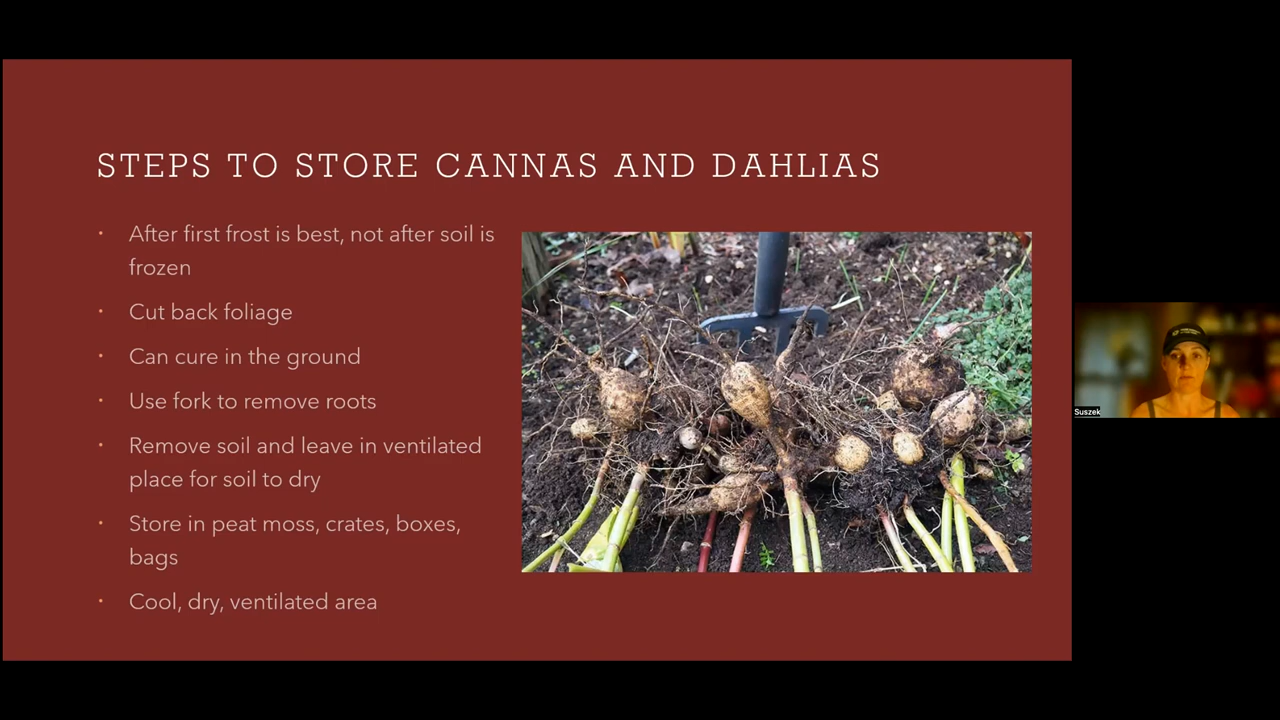 STEPS TO STORE CANNAS AND DAHLIAS
• After first frost is best, not after soil is
frozen
• Cut back foliage
• Can cure in the ground
• Use fork to remove roots
• Remove soil and leave in ventilated
place for soil to dry
• Store in peat moss, crates, boxes,
bags
• Cool, dry, ventilated area
Suszek